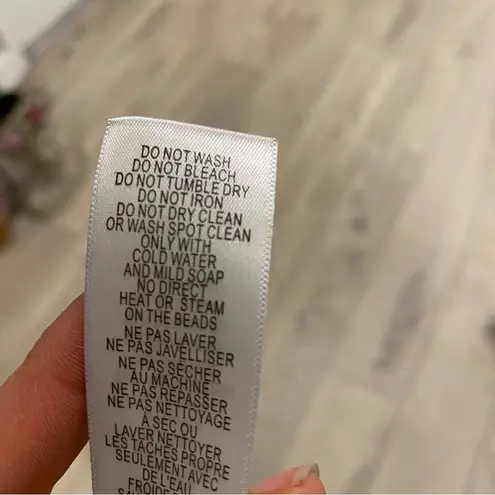 DO NOT WASH
DO NOT BLEACH
DO NOT TUMBLE DRY
DO NOT IRON
DO NOT DRY CLEAN
OR WASH SPOT CLEAN
ONLY WITH
COLD WATER
AND MILD SOAP
NO DIRECT
HEAT OR STEAM
ON THE BEADS
NE PAS LAVER
NE PAS JAVELLISER
NE PAS SÉCHER
AU MACHINE
NE PAS REPASSER
NE PAS NETTOYAGE
À SEC OU
LAVER NETTOYER
LES TACHES PROPRE
SEULEMENT AVEC
DE L'EAU
FROIDE